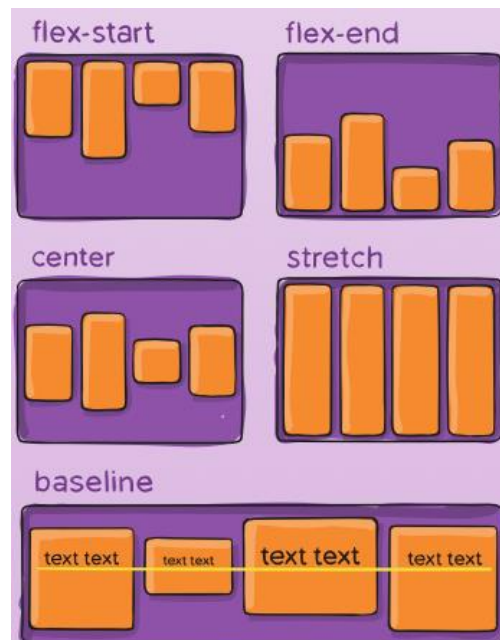 flex-start
flex-end
center
stretch
baseline
text text
text text
text text
text text